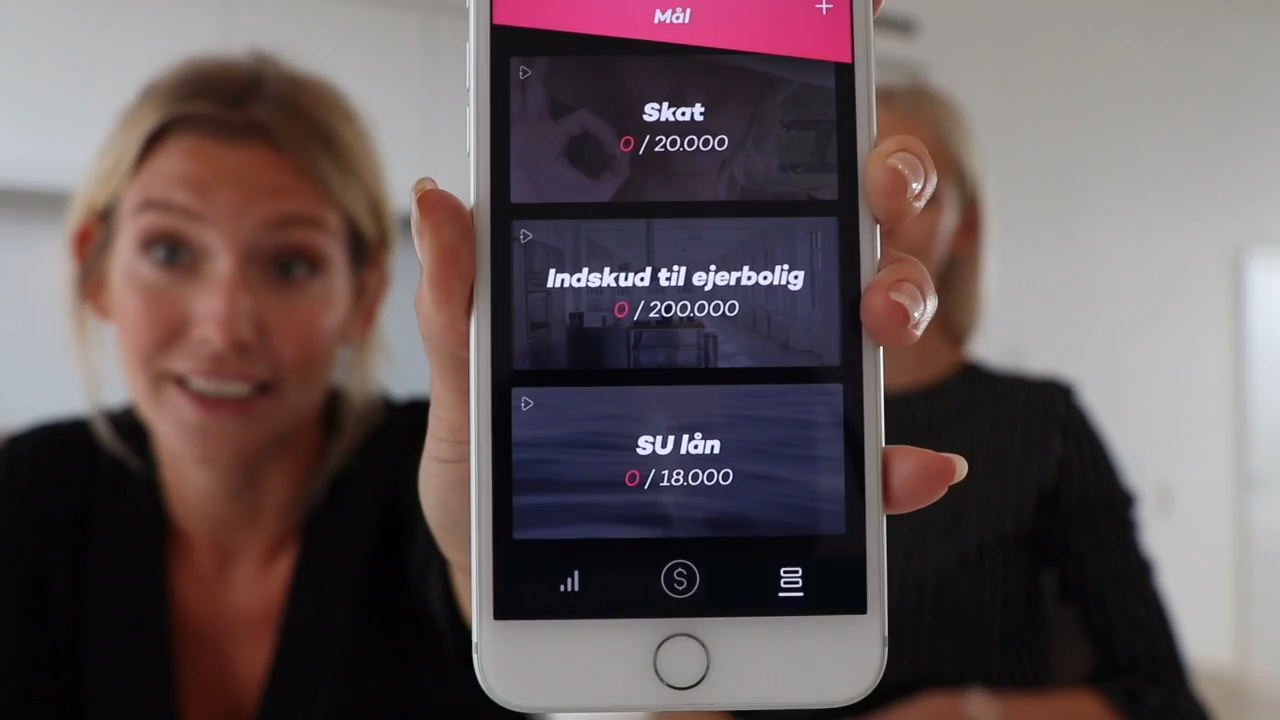 Mål
Skat
0 / 20.000
Indskud til ejerbolig
0 / 200.000
SU lån
0 / 18.000